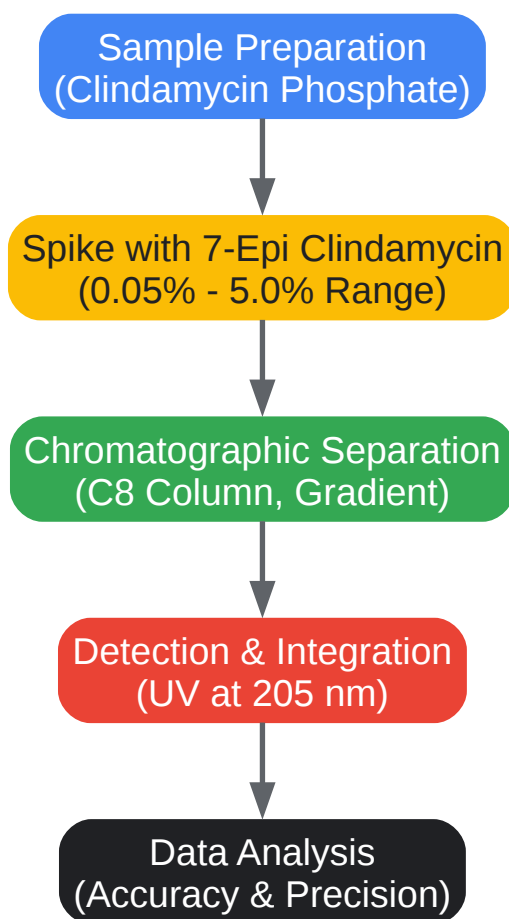 Sample Preparation
(Clindamycin Phosphate)
Spike with 7-Epi Clindamycin
(0.05% - 5.0% Range)
Chromatographic Separation
(C8 Column, Gradient)
Detection & Integration
(UV at 205 nm)
Data Analysis
(Accuracy & Precision)